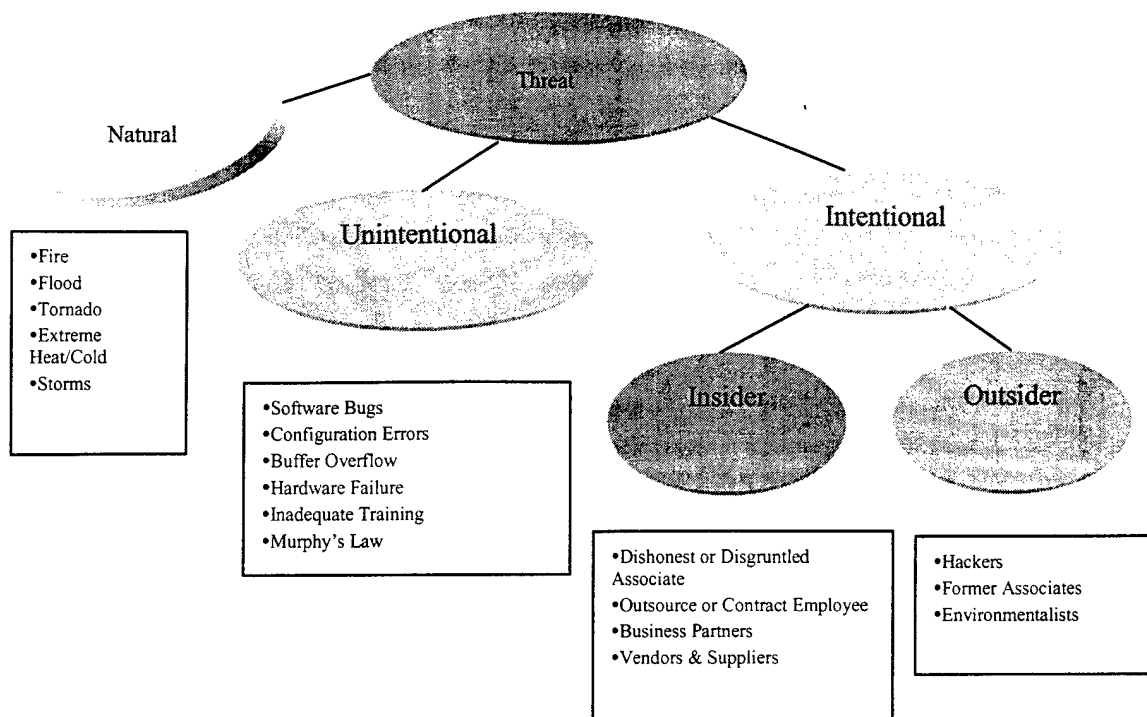 Threat
Natural
Unintentional
Intentional
•Fire
•Flood
•Tornado
•Extreme
Heat/Cold
•Storms
•Software Bugs
•Configuration Errors
•Buffer Overflow
•Hardware Failure
•Inadequate Training
•Murphy's Law
Insider
Outsider
•Dishonest or Disgruntled
Associate
•Outsource or Contract Employee
•Business Partners
•Vendors & Suppliers
•Hackers
•Former Associates
•Environmentalists